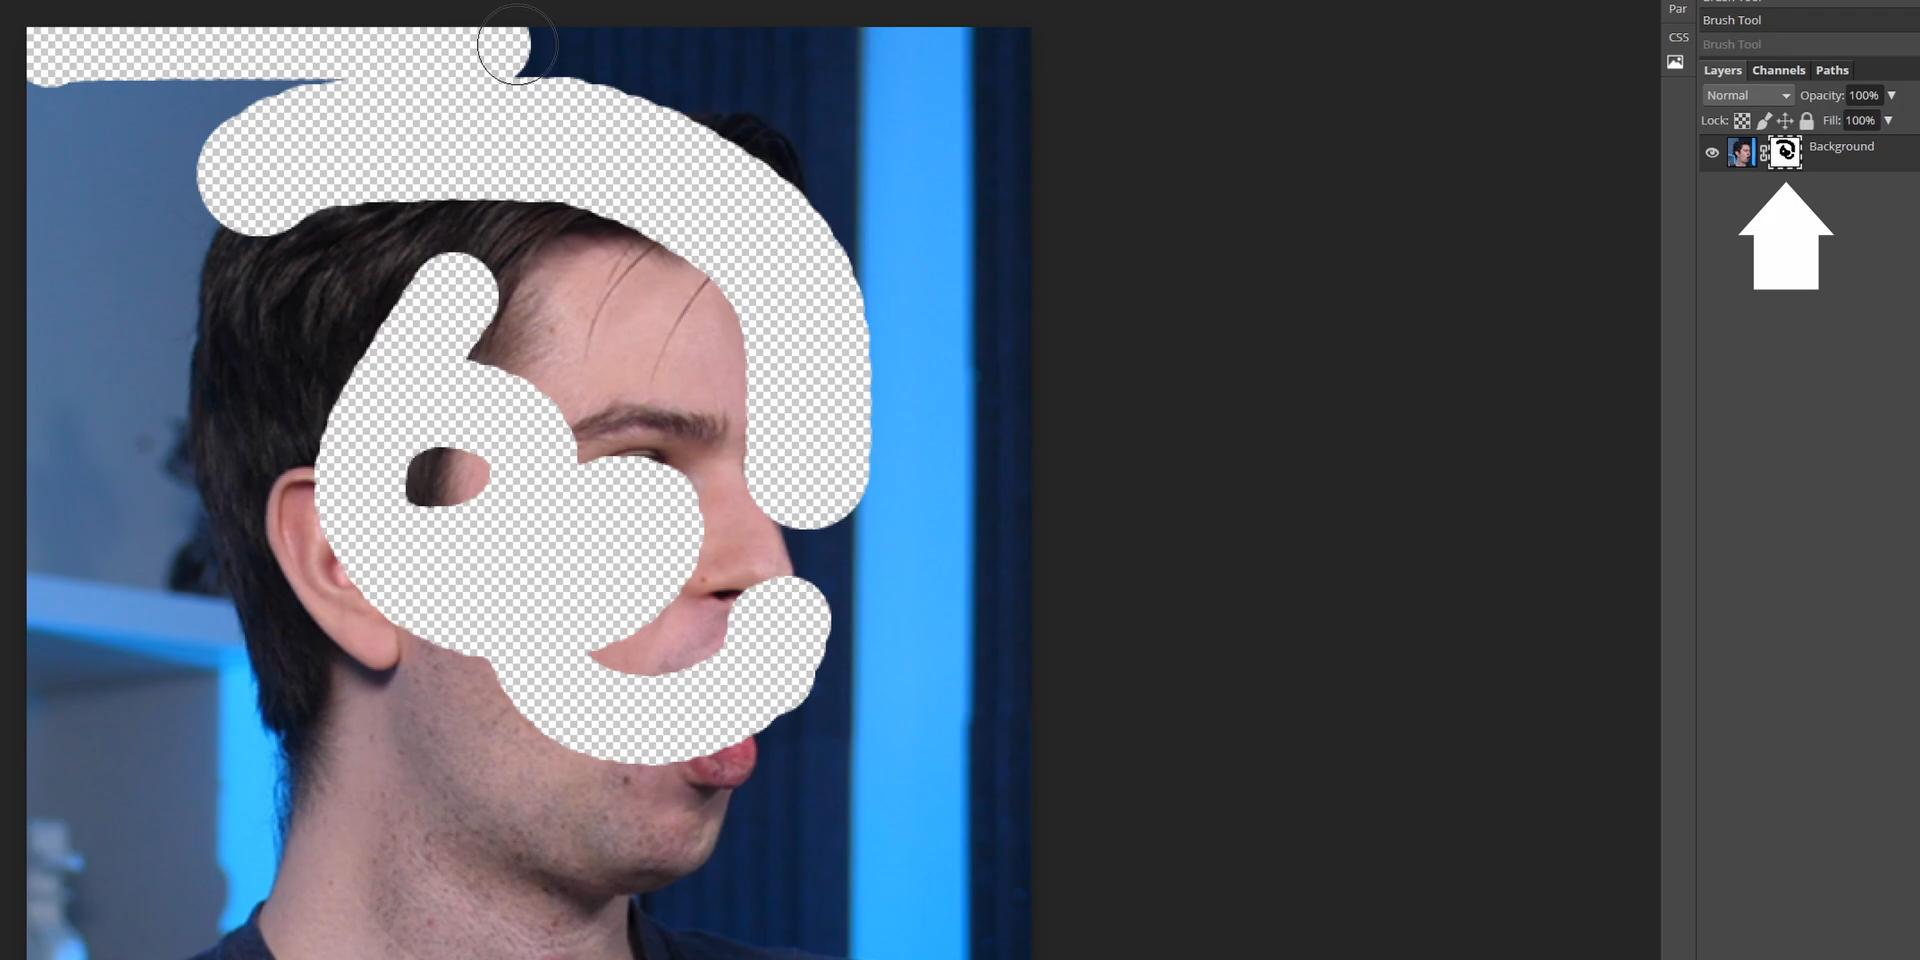 Par
CSS
Brush Tool
Brush Tool
Layers Channels Paths
Normal Opacity: 100%
Lock: Fill: 100%
Background